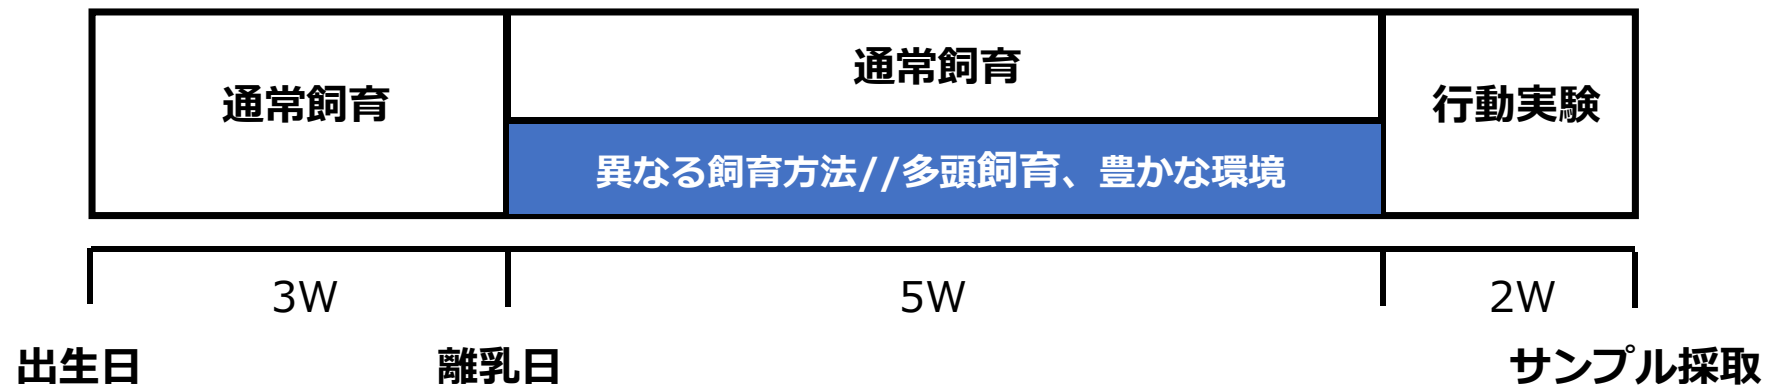 通常飼育
通常飼育
異なる飼育方法//多頭飼育、豊かな環境
行動実験
3W
5W
2W
出生日
離乳日
サンプル採取